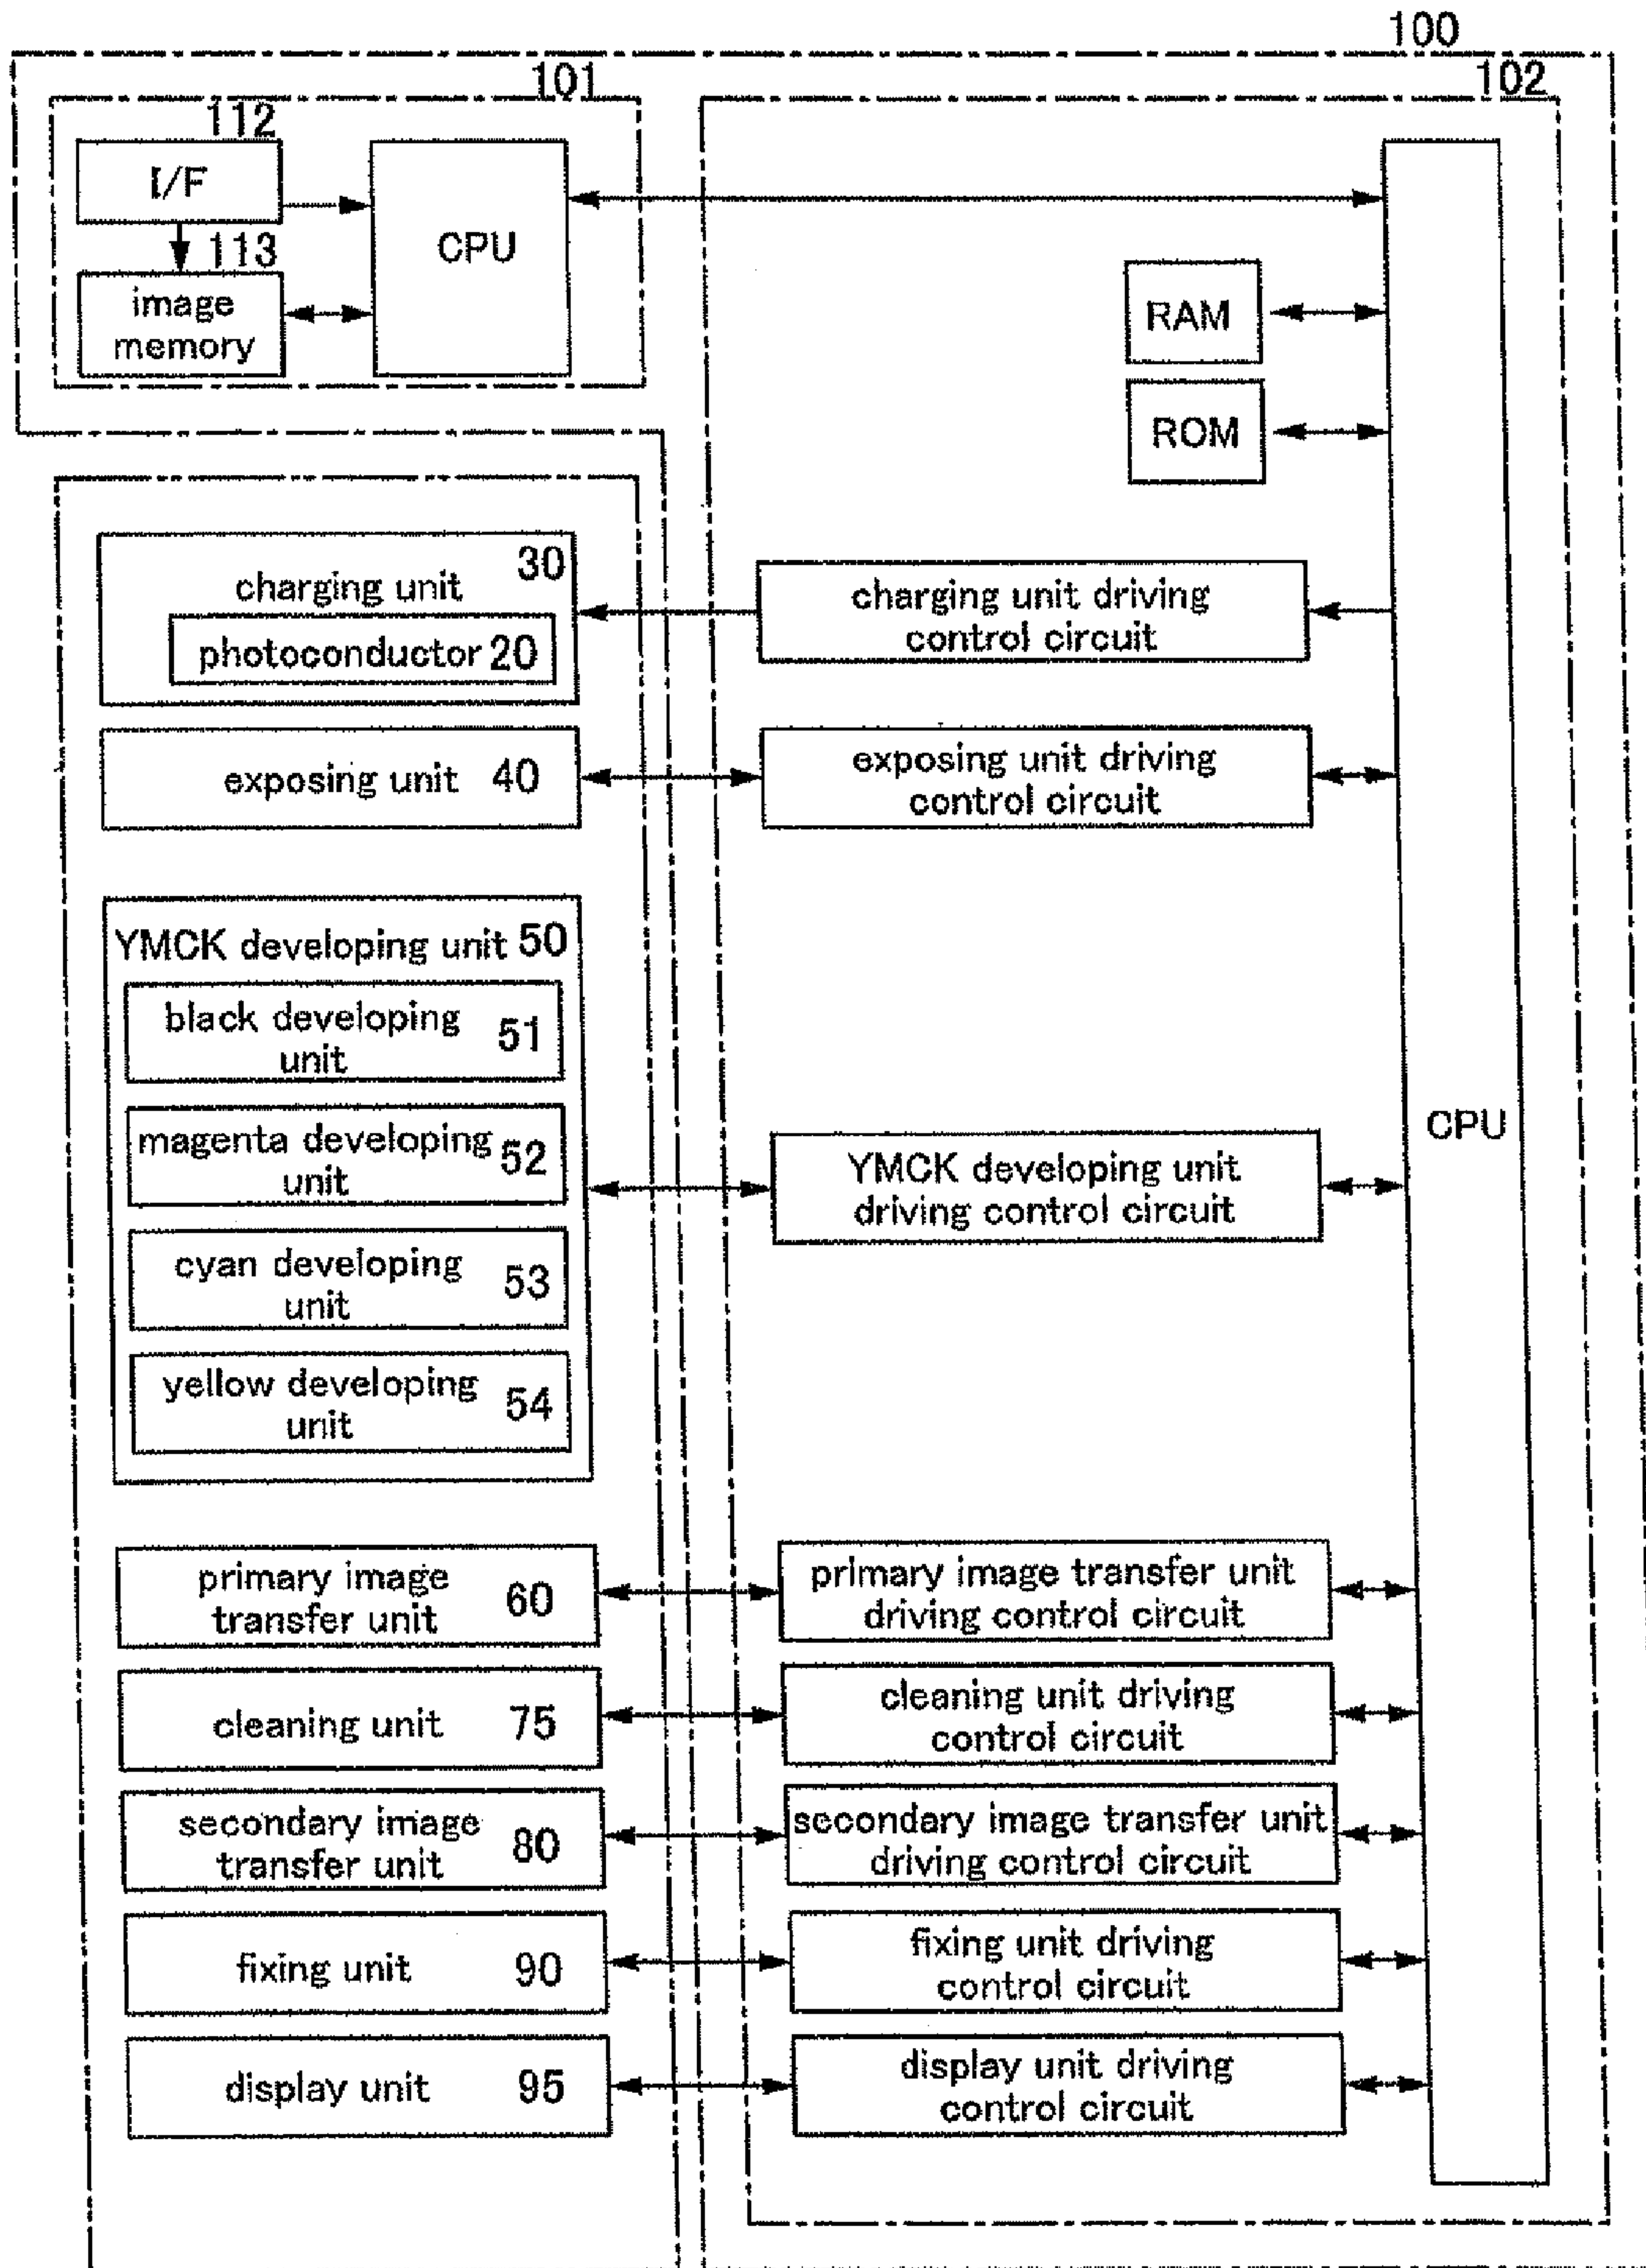 100
101
102
112
I/F
113
image
memory
CPU
RAM
ROM
30
charging unit
photoconductor 20
charging unit driving
control circuit
exposing unit 40
exposing unit driving
control circuit
YMCK developing unit 50
black developing
unit
51
magenta developing
unit
52
cyan developing
unit
53
yellow developing
unit
54
YMCK developing unit
driving control circuit
CPU
primary image
transfer unit
60
primary image transfer unit
driving control circuit
cleaning unit 75
cleaning unit driving
control circuit
secondary image
transfer unit
80
secondary image transfer unit
driving control circuit
fixing unit 90
fixing unit driving
control circuit
display unit 95
display unit driving
control circuit